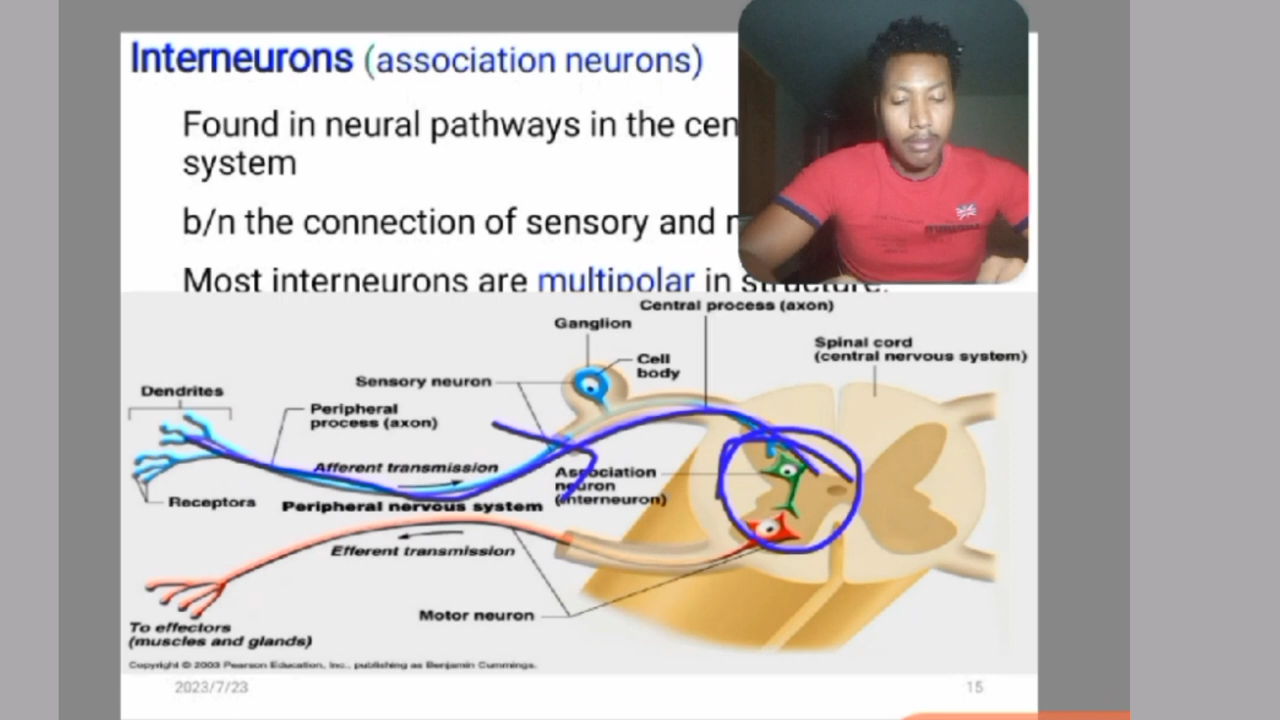 Interneurons (association neurons)
Found in neural pathways in the cen
system
b/n the connection of sensory and
Most interneurons are multipolar in structure.
Central process (axon)
Ganglion
Spinal cord
(central nervous system)
Cell
body
Sensory neuron
Dendrites
Peripheral
process (axon)
Afferent transmission
Association
neuron
(interneuron)
Receptors
Peripheral nervous system
Efferent transmission
Motor neuron
To effectors
(muscles and glands)
Copyright © 2003 Pearson Education, Inc., publishing as Benjamin Cummings.
2023/7/23
15